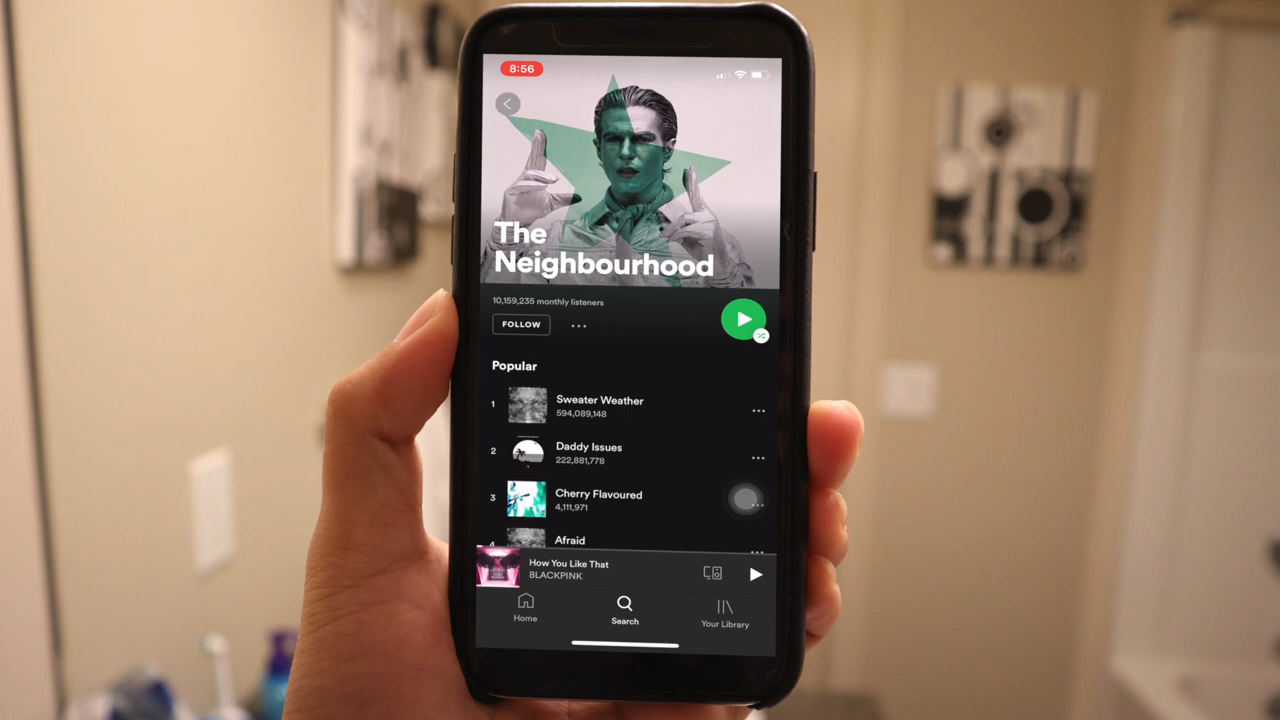 8:56
The
Neighbourhood
10,159,235 monthly listeners
FOLLOW
Popular
1
Sweater Weather
594,089,148
2
Daddy Issues
222,881,778
3
Cherry Flavoured
4,111,971
4
Afraid
How You Like That
BLACKPINK
Home
Search
Your Library